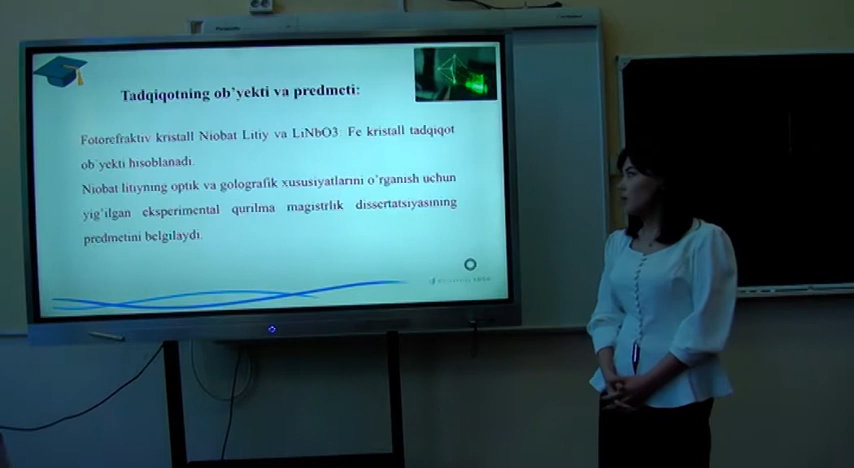 Panasonic
Tadqiqotning ob'yekti va predmeti:
Fotorefraktiv kristall Niobat Litiy va LiNbO3: Fe kristall tadqiqot
ob'yekti hisoblanadi.
Niobat litiyning optik va golografik xususiyatlarini o'rganish uchun
yig'ilgan eksperimental qurilma magistrlik dissertatsiyasining
predmetini belgilaydi.